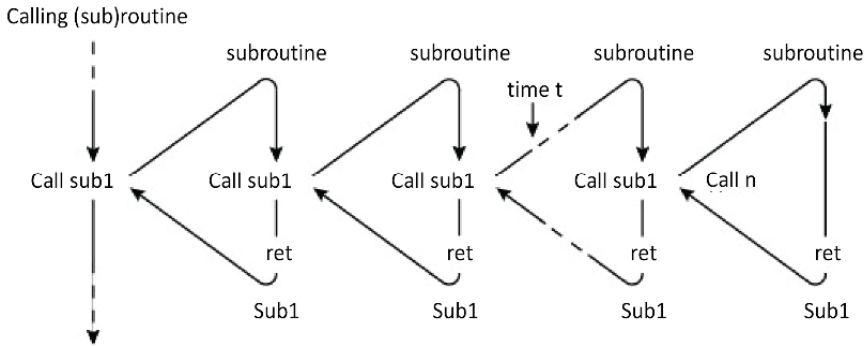 Calling (sub)routine
subroutine subroutine subroutine subroutine
time t
Call sub1 Call sub1 Call sub1 Call sub1 Call n
ret ret ret ret
Sub1 Sub1 Sub1 Sub1